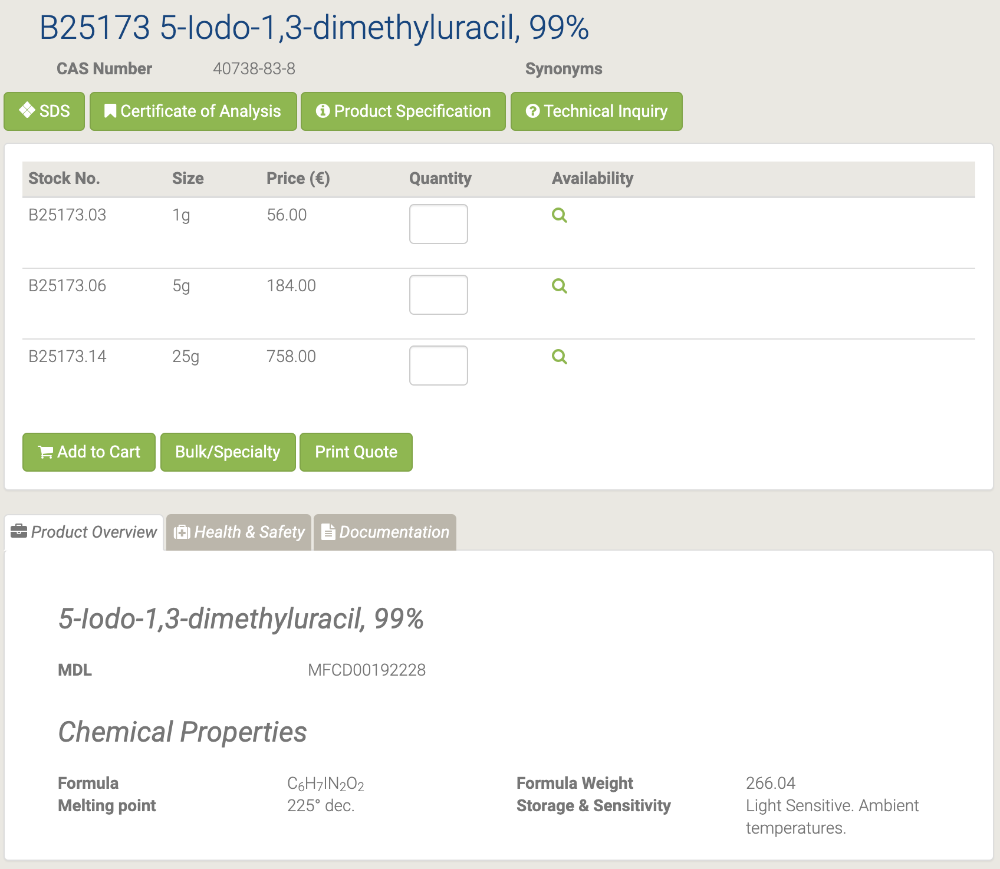 B25173 5-Iodo-1,3-dimethyluracil, 99%
CAS Number 40738-83-8 Synonyms
SDS Certificate of Analysis Product Specification Technical Inquiry
Stock No. Size Price (€) Quantity Availability
B25173.03 1g 56.00
B25173.06 5g 184.00
B25173.14 25g 758.00
Add to Cart Bulk/Specialty Print Quote
Product Overview Health & Safety Documentation
5-Iodo-1,3-dimethyluracil, 99%
MDL MFCD00192228
Chemical Properties
Formula C₆H₇IN₂O₂ Formula Weight 266.04
Melting point 225° dec. Storage & Sensitivity Light Sensitive. Ambient
temperatures.